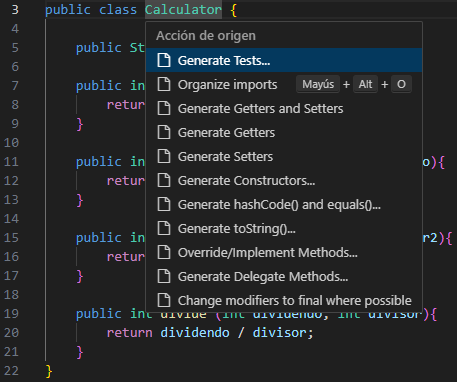 3 public class Calculator {
4 Acción de origen
5 public St
Generate Tests...
6 Organize imports Mayús + Alt + O
7 public in
Generate Getters and Setters
8 retur
9 } Generate Getters
10 Generate Setters
11 public in o){
12 retur Generate Constructors...
13 } Generate hashCode() and equals()...
14 Generate toString()...
15 public in r2){
Override/Implement Methods...
16 retur
17 } Generate Delegate Methods...
18 Change modifiers to final where possible
19 public int divide (int dividendo, int divisor){
20 return dividendo / divisor;
21 }
22 }